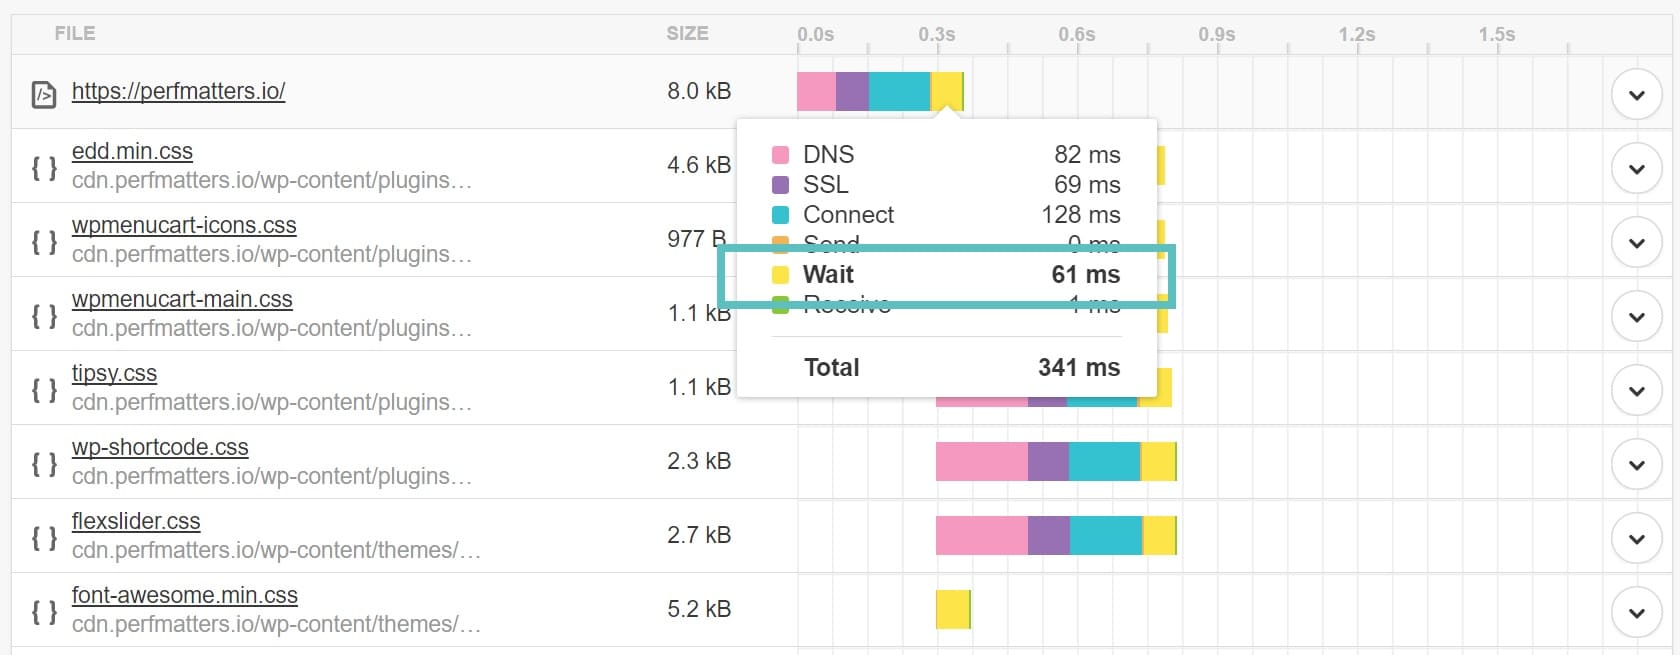 FILE SIZE 0.0s 0.3s 0.6s 0.9s 1.2s 1.5s
https://perfmatters.io/ 8.0 kB
edd.min.css
cdn.perfmatters.io/wp-content/plugins… 4.6 kB
wpmenucart-icons.css
cdn.perfmatters.io/wp-content/plugins… 977 B
wpmenucart-main.css
cdn.perfmatters.io/wp-content/plugins… 1.1 kB
tipsy.css
cdn.perfmatters.io/wp-content/plugins… 1.1 kB
wp-shortcode.css
cdn.perfmatters.io/wp-content/plugins… 2.3 kB
flexslider.css
cdn.perfmatters.io/wp-content/themes/… 2.7 kB
font-awesome.min.css
cdn.perfmatters.io/wp-content/themes/… 5.2 kB
DNS 82 ms
SSL 69 ms
Connect 128 ms
Send 0 ms
Wait 61 ms
Receive 1 ms
Total 341 ms